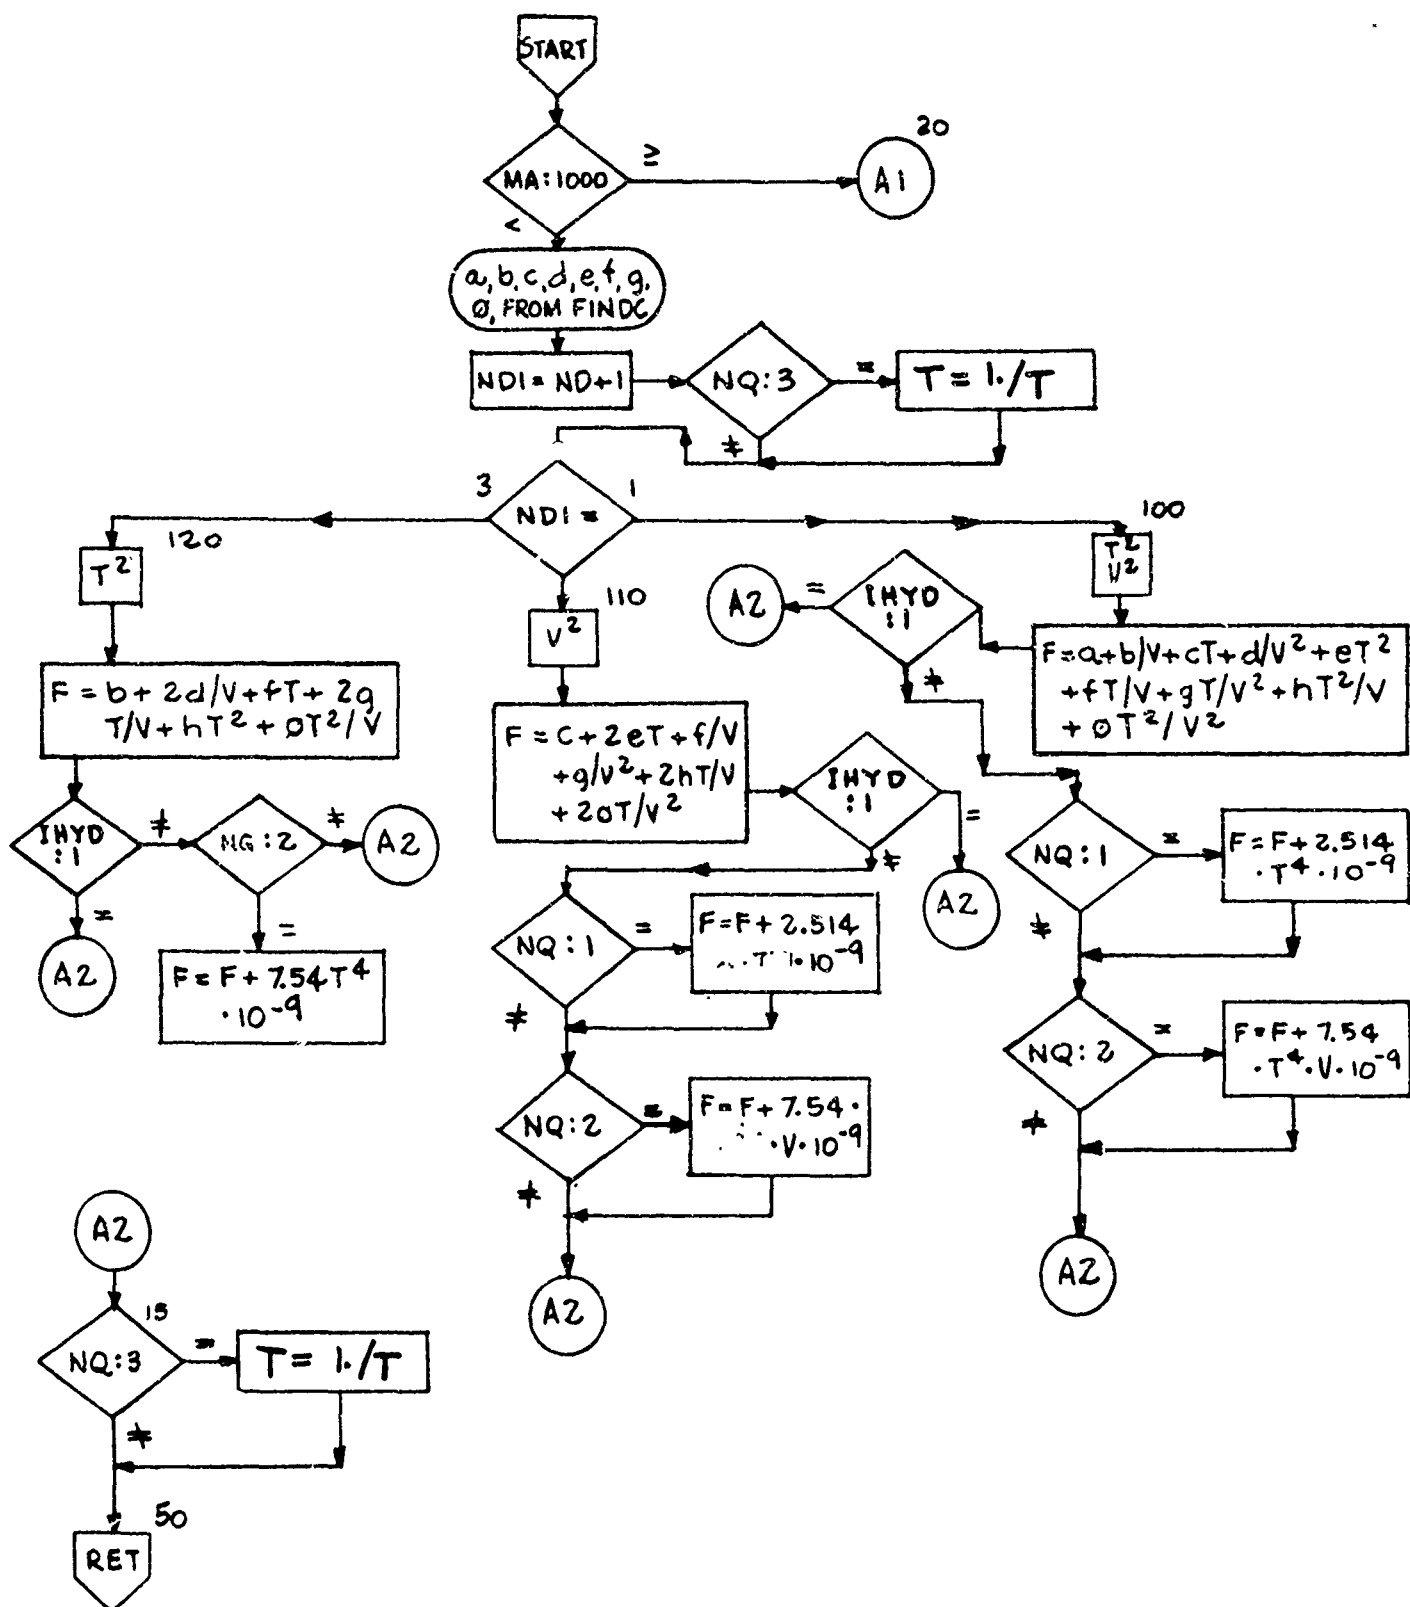 START
20
≥
MA:1000
A1
<
a, b, c, d, e, f, g,
Ø, FROM FINDC
ND1 = ND+1
NQ:3
=
T = 1./T
≠
3
1
ND1 =
120
100
T²
T²
V²
110
V²
A2
=
IHYD
:1
≠
F = a+b/V+cT+d/V²+eT²
+fT/V+gT/V²+hT²/V
+ØT²/V²
F = b + 2d/V + fT + 2g
T/V + hT² + ØT²/V
F = C + 2eT + f/V
+g/V² + 2hT/V
+2ØT/V²
IHYD
:1
=
≠
A2
IHYD
:1
≠
NG:2
≠
A2
=
A2
=
F = F + 7.54T⁴
·10⁻⁹
NQ:1
=
F=F+2.514
·10⁻⁹
≠
NQ:2
=
F=F+7.54·
·V·10⁻⁹
≠
A2
NQ:1
=
F=F+2.514
·T⁴·10⁻⁹
≠
NQ:2
=
F=F+7.54
·T⁴·V·10⁻⁹
≠
A2
A2
15
NQ:3
=
T = 1./T
≠
50
RET